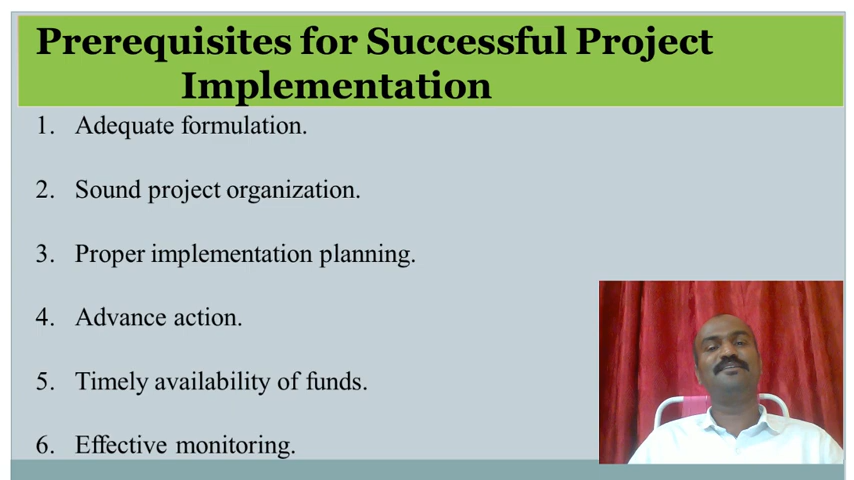 Prerequisites for Successful Project
Implementation
1. Adequate formulation.
2. Sound project organization.
3. Proper implementation planning.
4. Advance action.
5. Timely availability of funds.
6. Effective monitoring.